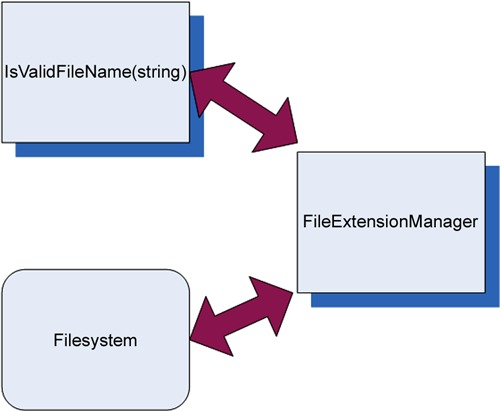 IsValidFileName(string)
FileExtensionManager
Filesystem